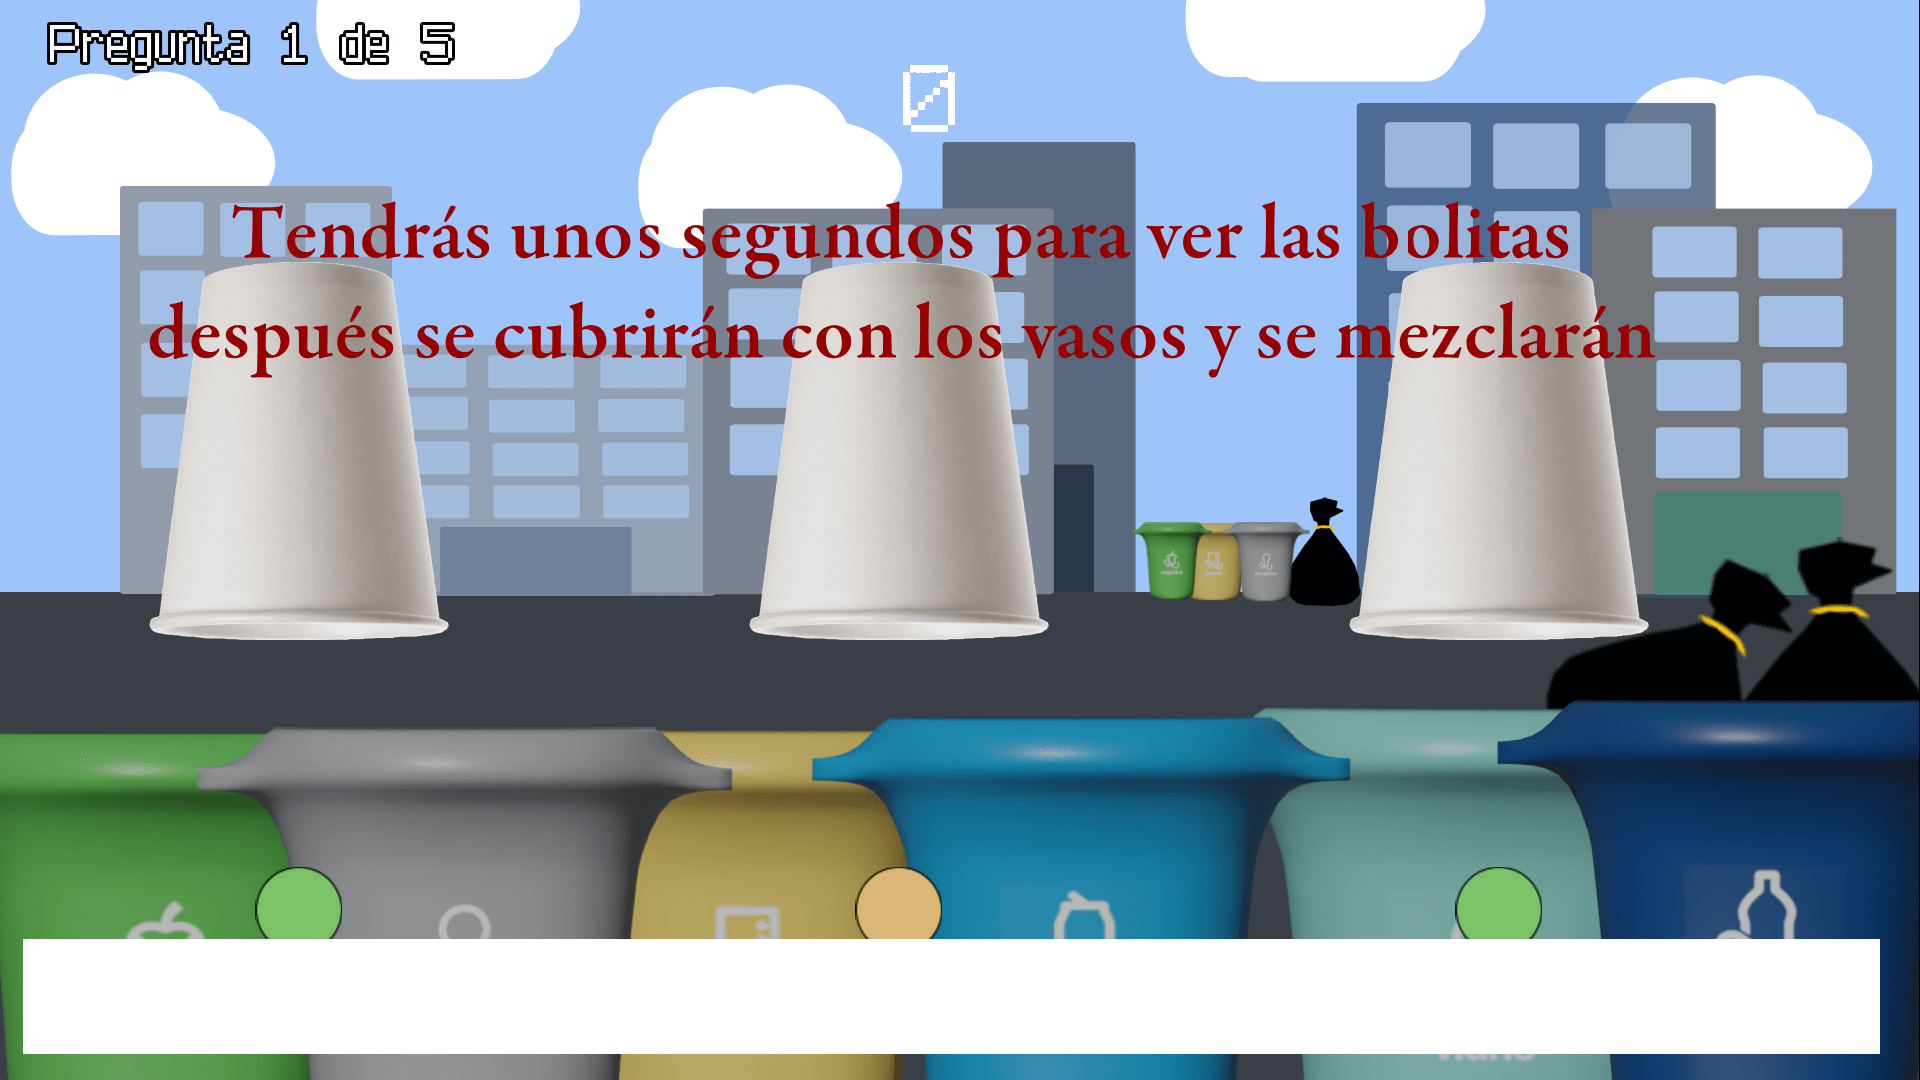 Pregunta 1 de 5
0
Tendrás unos segundos para ver las bolitas
después se cubrirán con los vasos y se mezclarán